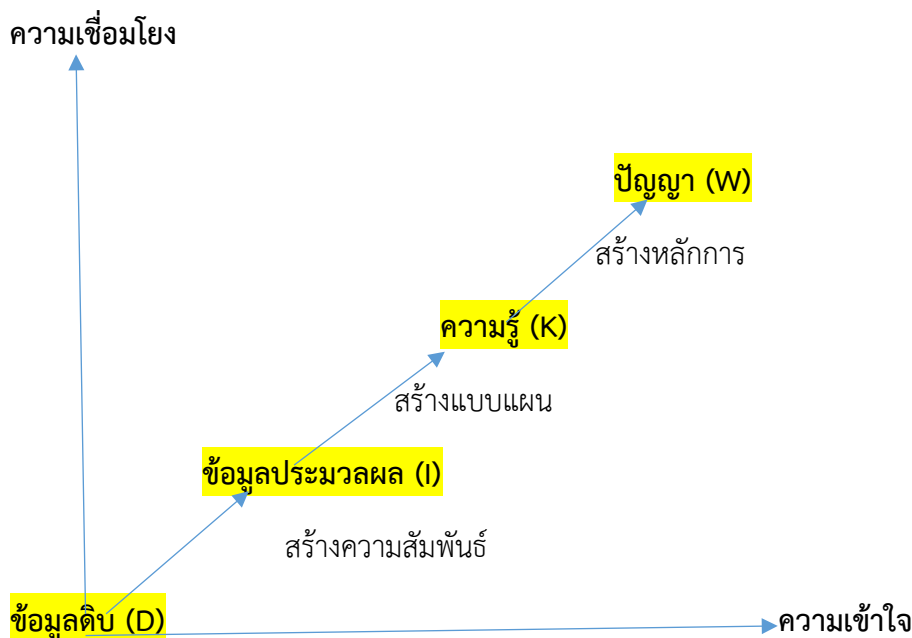 ความเชื่อมโยง
ปัญญา (W)
สร้างหลักการ
ความรู้ (K)
สร้างแบบแผน
ข้อมูลประมวลผล (I)
สร้างความสัมพันธ์
ข้อมูลดิบ (D)
ความเข้าใจ